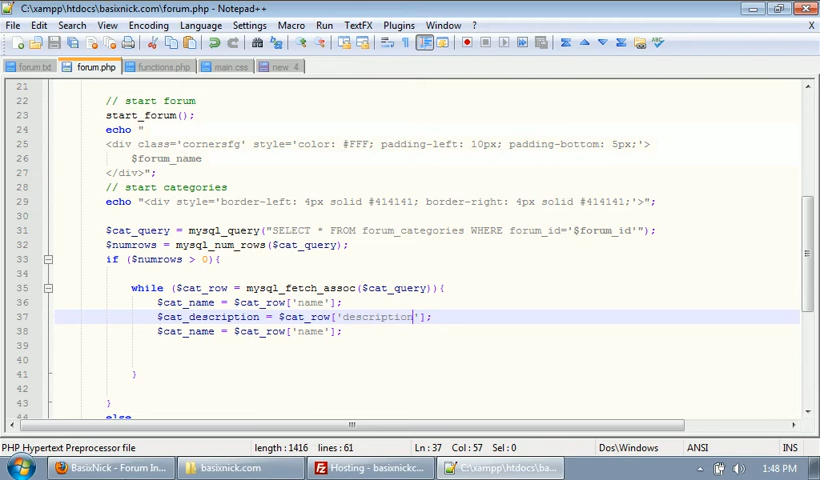 C:\xampp\htdocs\basixnick.com\forum.php - Notepad++
File Edit Search View Encoding Language Settings Macro Run TextFX Plugins Window ? X
forum.txt forum.php functions.php main.css new 4
21
22 // start forum
23 start_forum();
24 echo "
25 <div class='cornersfg' style='color: #FFF; padding-left: 10px; padding-bottom: 5px;'>
26 $forum_name
27 </div>";
28 // start categories
29 echo "<div style='border-left: 4px solid #414141; border-right: 4px solid #414141;'>";
30
31 $cat_query = mysql_query("SELECT * FROM forum_categories WHERE forum_id='$forum_id'");
32 $numrows = mysql_num_rows($cat_query);
33 if ($numrows > 0){
34
35 while ($cat_row = mysql_fetch_assoc($cat_query)){
36 $cat_name = $cat_row['name'];
37 $cat_description = $cat_row['description'];
38 $cat_name = $cat_row['name'];
39
40
41 }
42
43 }
44 else
PHP Hypertext Preprocessor file length : 1416 lines : 61 Ln : 37 Col : 57 Sel : 0 Dos\Windows ANSI INS
BasixNick - Forum In... basixnick.com Hosting - basixnickc... C:\xampp\htdocs\ba... 1:48 PM